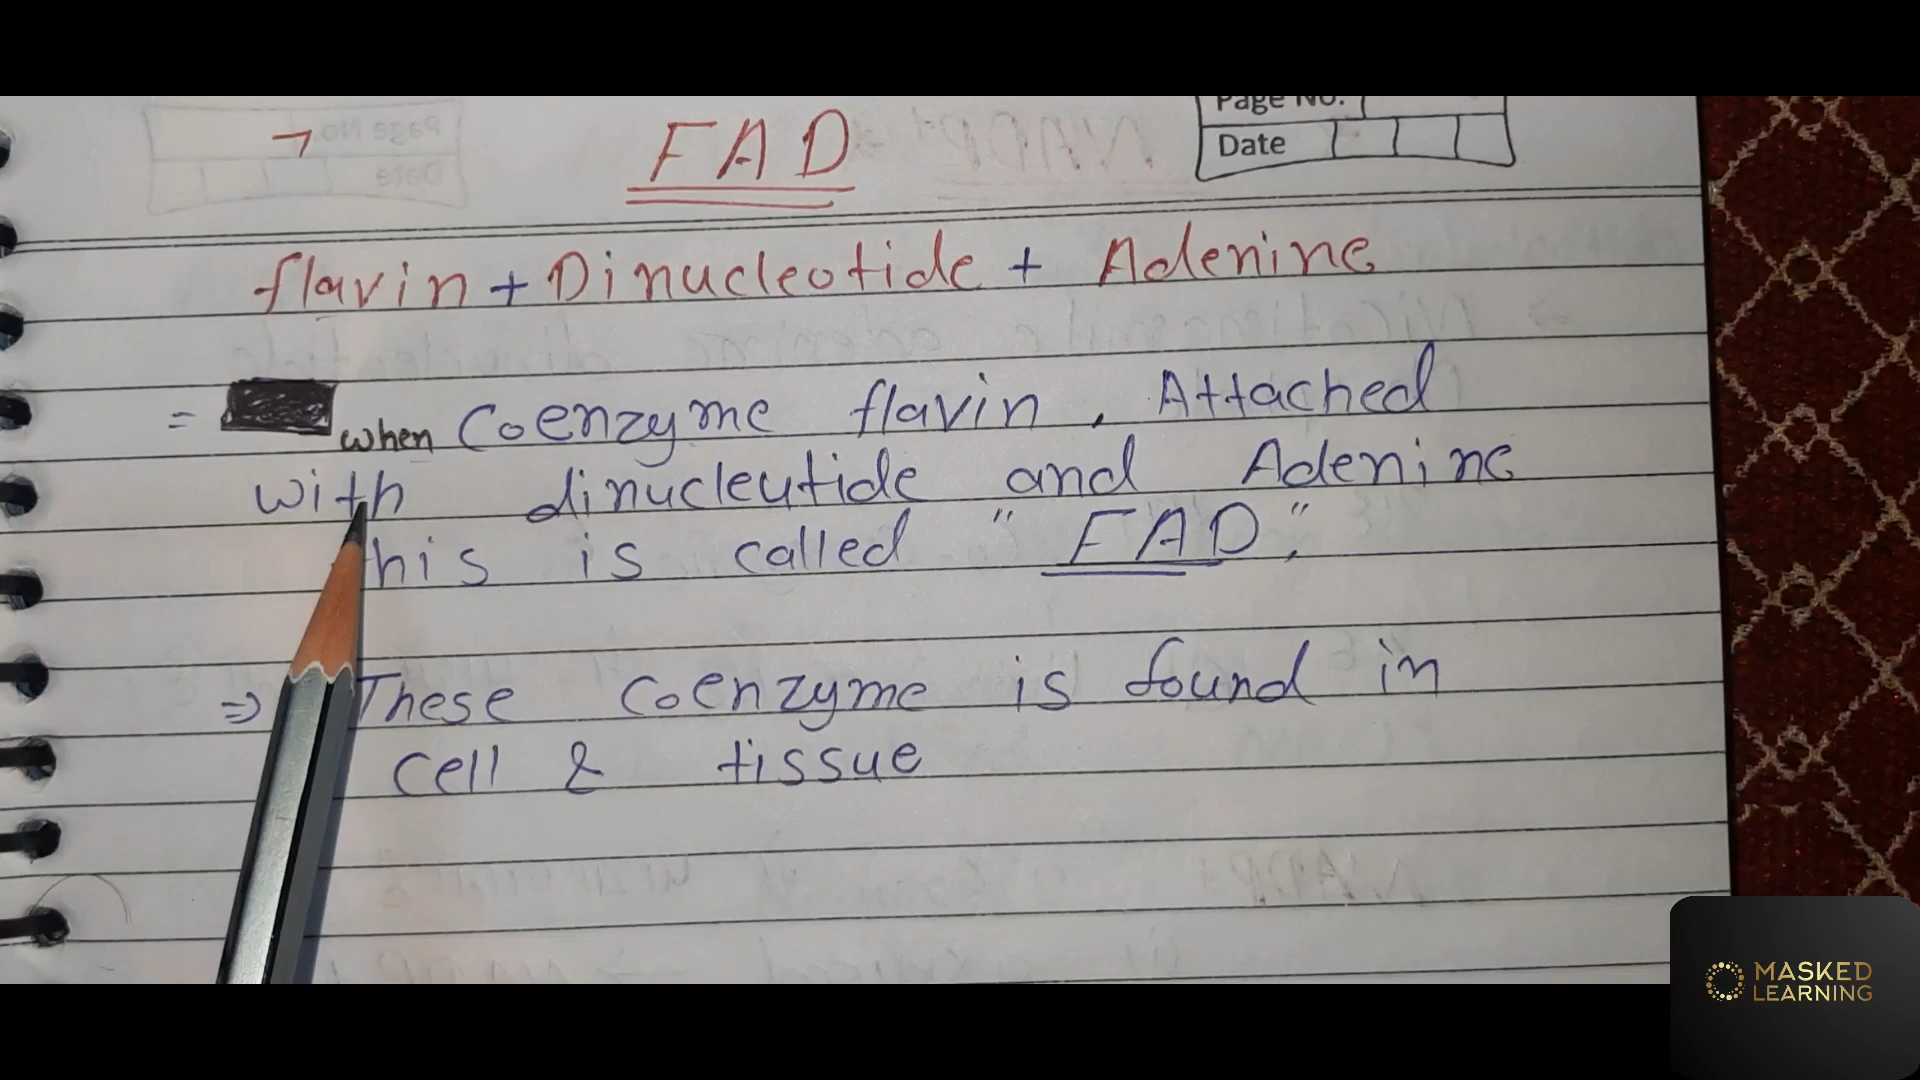 Page No.
Date
FAD
flavin + Dinucleotide + Adenine
= when Coenzyme flavin, Attached
with dinucleutide and Adenine
this is called "FAD,"
⇒ These coenzyme is found in
cell & tissue
MASKED
LEARNING